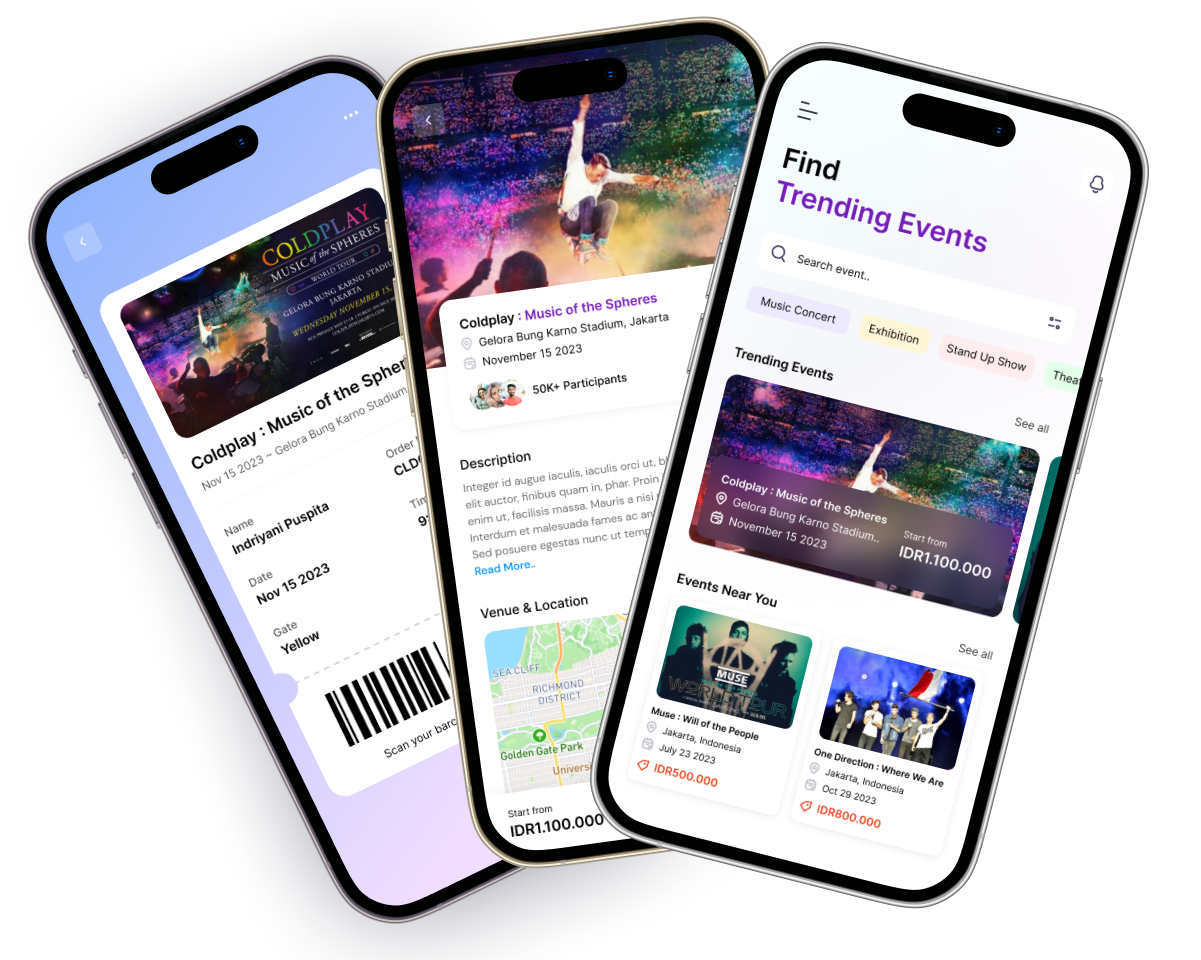 COLDPLAY
MUSIC of the SPHERES
WORLD TOUR
GELORA BUNG KARNO STADIU
JAKARTA
WEDNESDAY NOVEMBER 15,
Coldplay : Music of the Spher
Nov 15 2023 ~ Gelora Bung Karno Stadium
Name
Indriyani Puspita
Order
CLD
Date
Nov 15 2023
Tim
9
Gate
Yellow
Scan your barc
Coldplay : Music of the Spheres
Gelora Bung Karno Stadium, Jakarta
November 15 2023
50K+ Participants
Description
Integer id augue iaculis, iaculis orci ut, bl
elit auctor, finibus quam in, phar. Proin
enim ut, facilisis massa. Mauris a nisi
Interdum et malesuada fames ac an
Sed posuere egestas nunc ut temp
Read More..
Venue & Location
SEA CLIFF
RICHMOND
DISTRICT
Golden Gate Park
Universi
Start from
IDR1.100.000
Find
Trending Events
Search event..
Music Concert
Exhibition
Stand Up Show
Theat
Trending Events
See all
Coldplay : Music of the Spheres
Gelora Bung Karno Stadium..
November 15 2023
Start from
IDR1.100.000
Events Near You
See all
MUSE
WORLD TOUR
Muse : Will of the People
Jakarta, Indonesia
July 23 2023
IDR500.000
One Direction : Where We Are
Jakarta, Indonesia
Oct 29 2023
IDR800.000